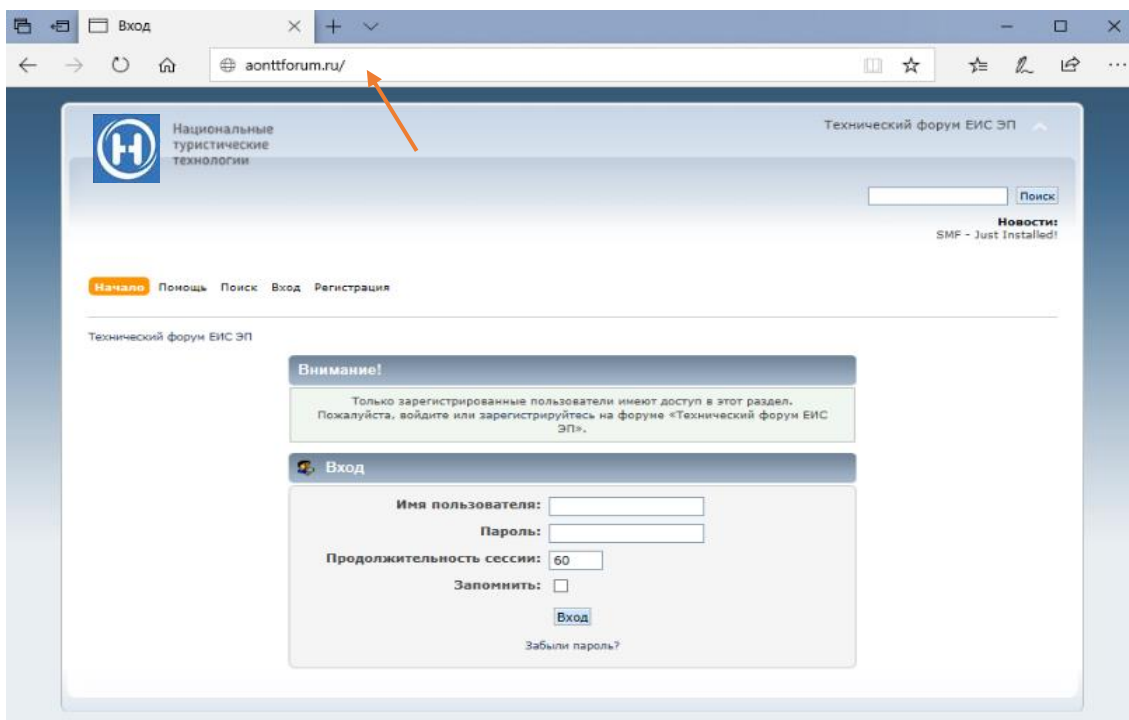 Вход
aonttforum.ru/
Национальные
туристические
технологии
Технический форум ЕИС ЭП
Поиск
Новости:
SMF - Just Installed!
Начало Помощь Поиск Вход Регистрация
Технический форум ЕИС ЭП
Внимание!
Только зарегистрированные пользователи имеют доступ в этот раздел.
Пожалуйста, войдите или зарегистрируйтесь на форуме «Технический форум ЕИС
ЭП».
Вход
Имя пользователя:
Пароль:
Продолжительность сессии: 60
Запомнить:
Вход
Забыли пароль?